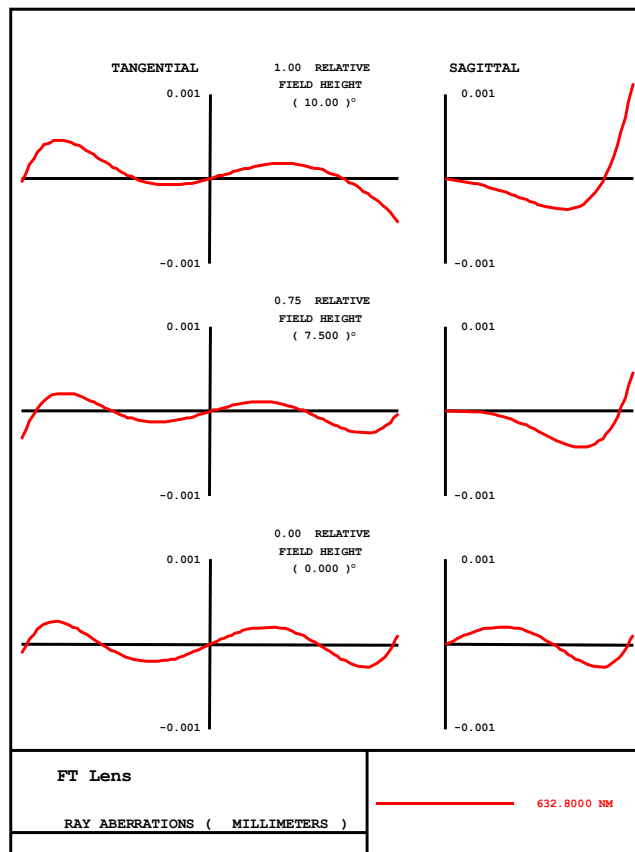 TANGENTIAL 1.00 RELATIVE SAGITTAL
FIELD HEIGHT
0.001 ( 10.00 )° 0.001
-0.001 -0.001
0.75 RELATIVE
FIELD HEIGHT
0.001 ( 7.500 )° 0.001
-0.001 -0.001
0.00 RELATIVE
FIELD HEIGHT
0.001 ( 0.000 )° 0.001
-0.001 -0.001
FT Lens
632.8000 NM
RAY ABERRATIONS ( MILLIMETERS )